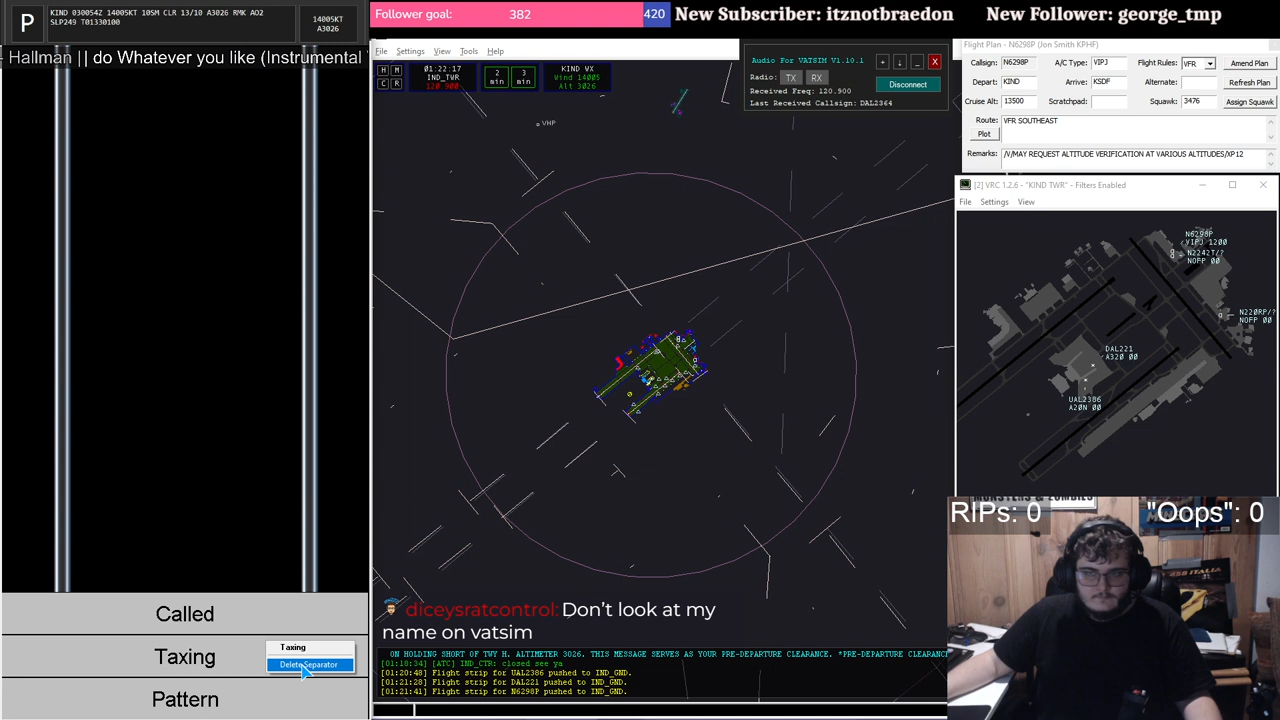 P
KIND 030054Z 14005KT 10SM CLR 13/10 A3026 RMK AO2
SLP249 T01330100
14005KT
A3026
Hallman || do Whatever you like (Instrumental
Called
Taxing
Taxing
Delete Separator
Pattern
Follower goal:
382
420
New Subscriber: itznotbraedon
New Follower: george_tmp
File Settings View Tools Help
H M
C R
01:22:17
IND_TWR
120.900
2
min
3
min
KIND WX
Wind 14005
Alt 3026
Audio For VATSIM V1.10.1
+ ↓ _ X
Radio: TX RX
Received Freq: 120.900
Last Received Callsign: DAL2364
Disconnect
VHP
diceysratcontrol: Don't look at my
name on vatsim
ON HOLDING SHORT OF TWY H. ALTIMETER 3026. THIS MESSAGE SERVES AS YOUR PRE-DEPARTURE CLEARANCE. *PRE-DEPARTURE CLEARANC
[01:18:34] [ATC] IND_CTR: closed see ya
[01:20:48] Flight strip for UAL2386 pushed to IND_GND.
[01:21:28] Flight strip for DAL221 pushed to IND_GND.
[01:21:41] Flight strip for N6298P pushed to IND_GND.
Flight Plan - N6298P (Jon Smith KPHF)
Callsign: N6298P A/C Type: VIPJ Flight Rules: VFR Amend Plan
Depart: KIND Arrive: KSDF Alternate: Refresh Plan
Cruise Alt: 13500 Scratchpad: Squawk: 3476 Assign Squawk
Route: VFR SOUTHEAST
Plot
Remarks: /V/MAY REQUEST ALTITUDE VERIFICATION AT VARIOUS ALTITUDES/XP12
[2] VRC 1.2.6 - "KIND TWR" - Filters Enabled
File Settings View
N6298P
VIPJ 1200
N2242T/?
NOFP 00
N220RP/?
NOFP 00
DAL221
A320 00
UAL2386
A20N 00
RIPs: 0
"Oops": 0